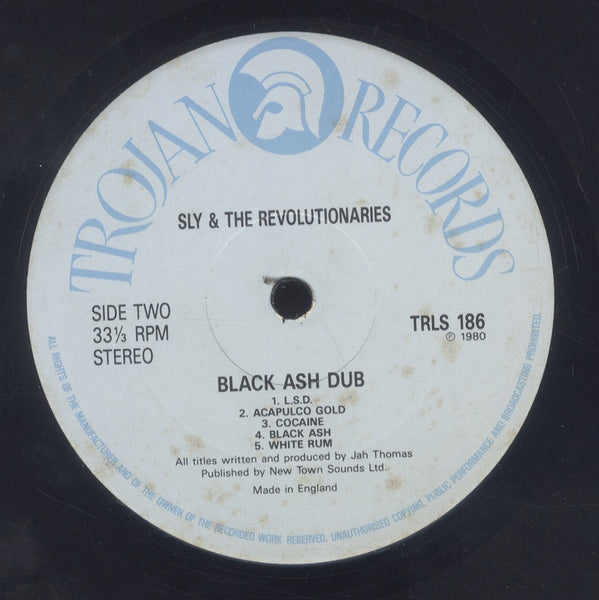 TROJAN RECORDS
SLY & THE REVOLUTIONARIES
SIDE TWO
33⅓ RPM
STEREO
TRLS 186
℗ 1980
BLACK ASH DUB
1. L.S.D.
2. ACAPULCO GOLD
3. COCAINE
4. BLACK ASH
5. WHITE RUM
All titles written and produced by Jah Thomas
Published by New Town Sounds Ltd.
Made in England
ALL RIGHTS OF THE MANUFACTURER AND OF THE OWNER OF THE RECORDED WORK RESERVED. UNAUTHORISED COPYING, PUBLIC PERFORMANCE AND BROADCASTING PROHIBITED.